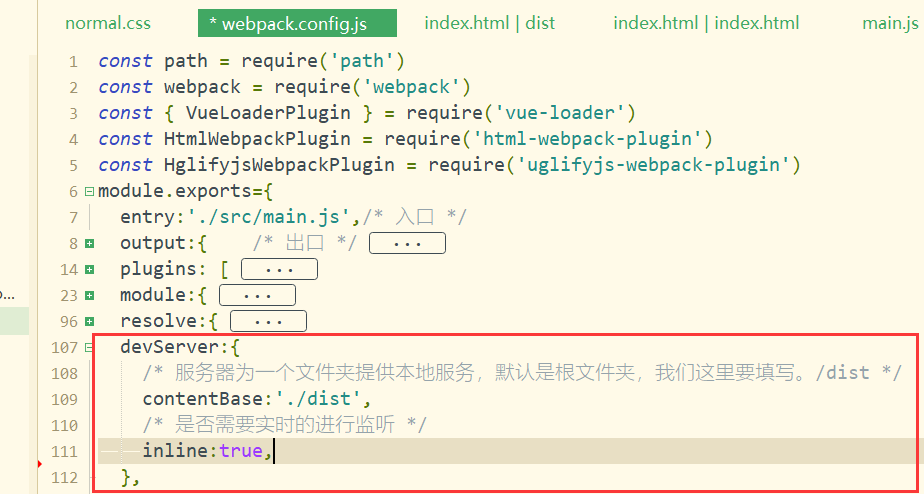 normal.css * webpack.config.js index.html | dist index.html | index.html main.js
1 const path = require('path')
2 const webpack = require('webpack')
3 const { VueLoaderPlugin } = require('vue-loader')
4 const HtmlWebpackPlugin = require('html-webpack-plugin')
5 const HglifyjsWebpackPlugin = require('uglifyjs-webpack-plugin')
6 module.exports={
7 entry:'./src/main.js',/* 入口 */
8 output:{ /* 出口 */ ...
14 plugins: [ ...
23 module:{ ...
96 resolve:{ ...
107 devServer:{
108 /* 服务器为一个文件夹提供本地服务，默认是根文件夹，我们这里要填写。/dist */
109 contentBase:'./dist',
110 /* 是否需要实时的进行监听 */
111 inline:true,
112 },